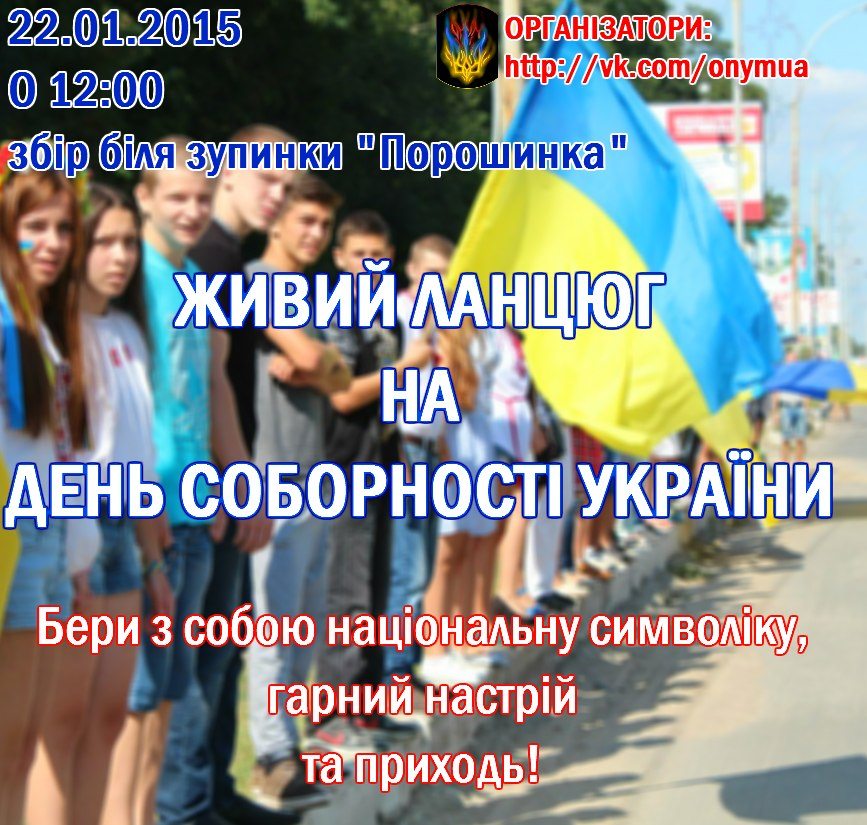 22.01.2015
О 12:00
збір біля зупинки "Порошинка"
ОРГАНІЗАТОРИ:
http://vk.com/onymua
ЖИВИЙ ЛАНЦЮГ
НА
ДЕНЬ СОБОРНОСТІ УКРАЇНИ
Бери з собою національну символіку,
гарний настрій
та приходь!